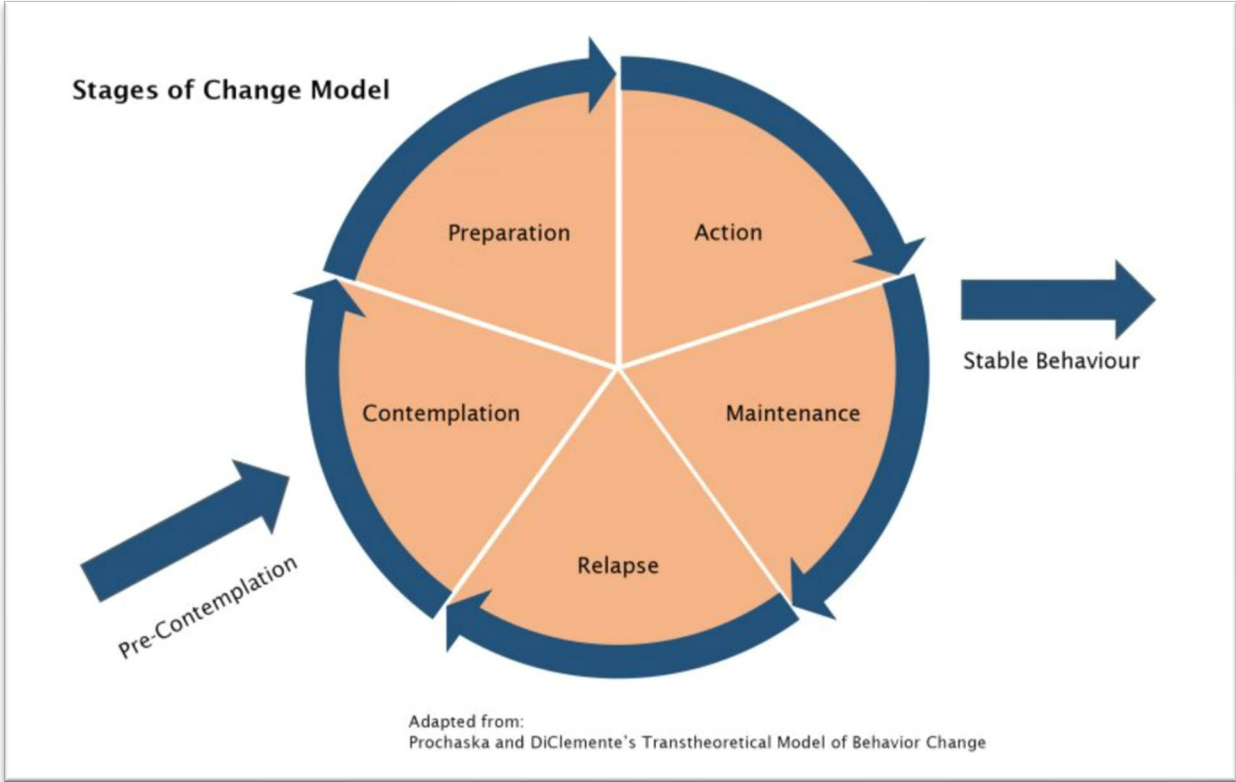 Stages of Change Model
Preparation
Action
Contemplation
Maintenance
Relapse
Pre-Contemplation
Stable Behaviour
Adapted from:
Prochaska and DiClemente's Transtheoretical Model of Behavior Change